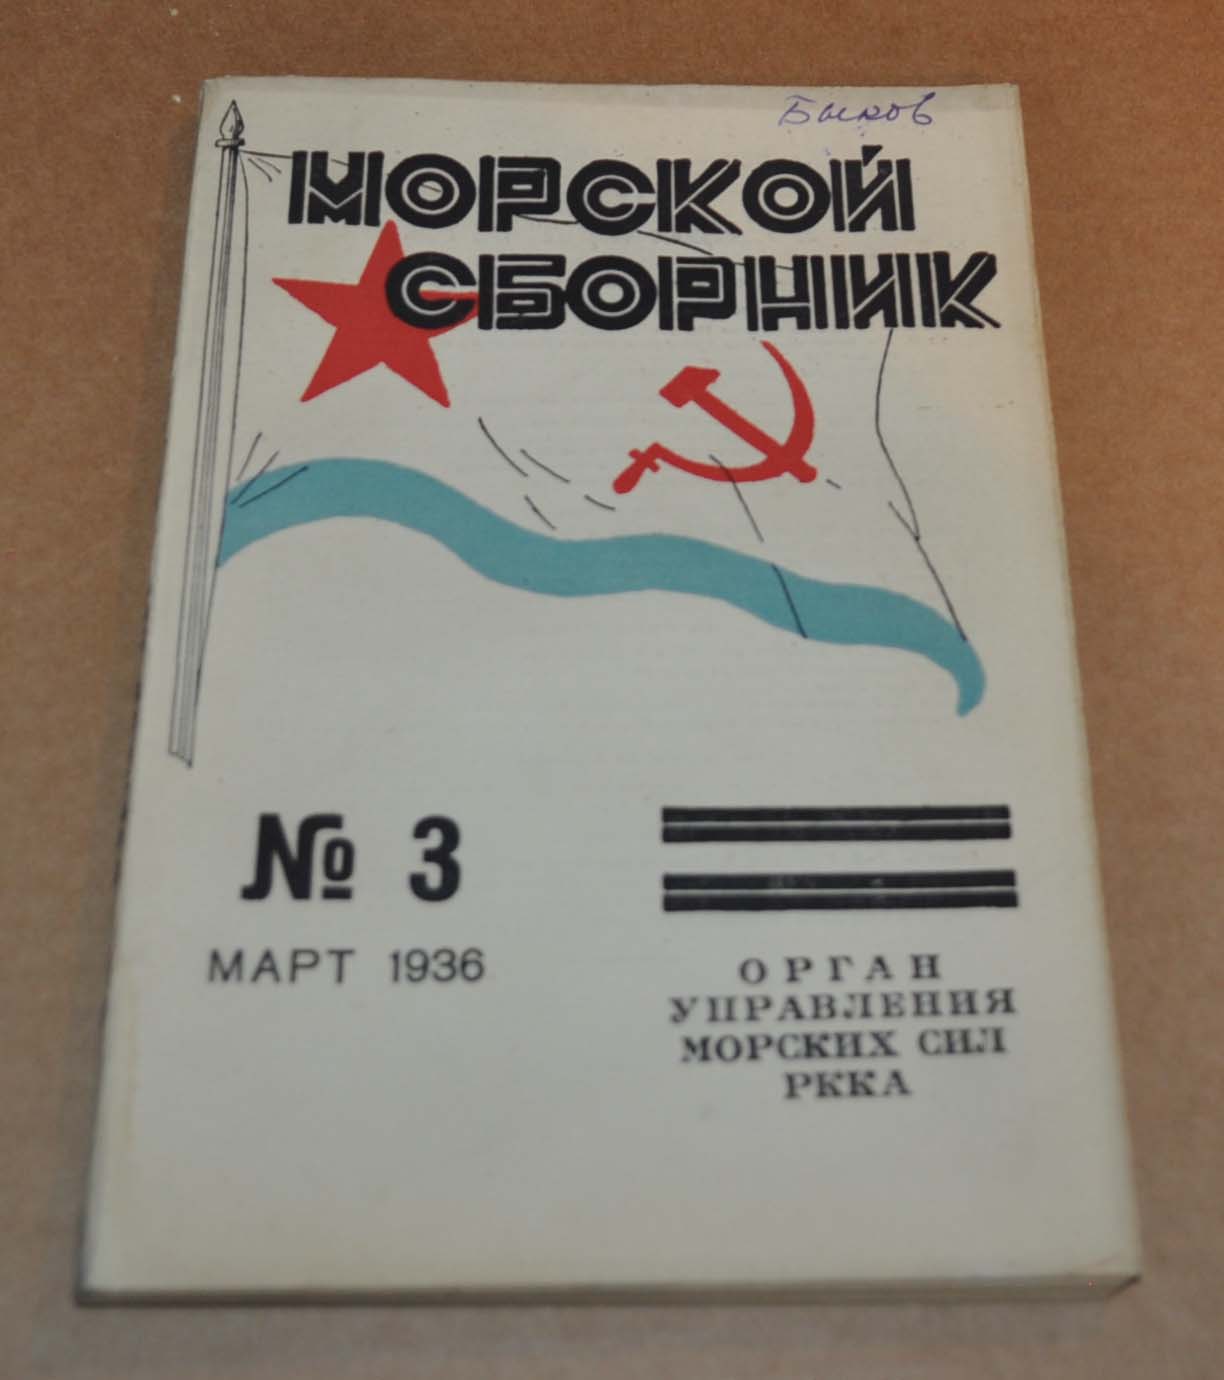 Быков
МОРСКОЙ
СБОРНИК
№ 3
МАРТ 1936
ОРГАН
УПРАВЛЕНИЯ
МОРСКИХ СИЛ
РККА